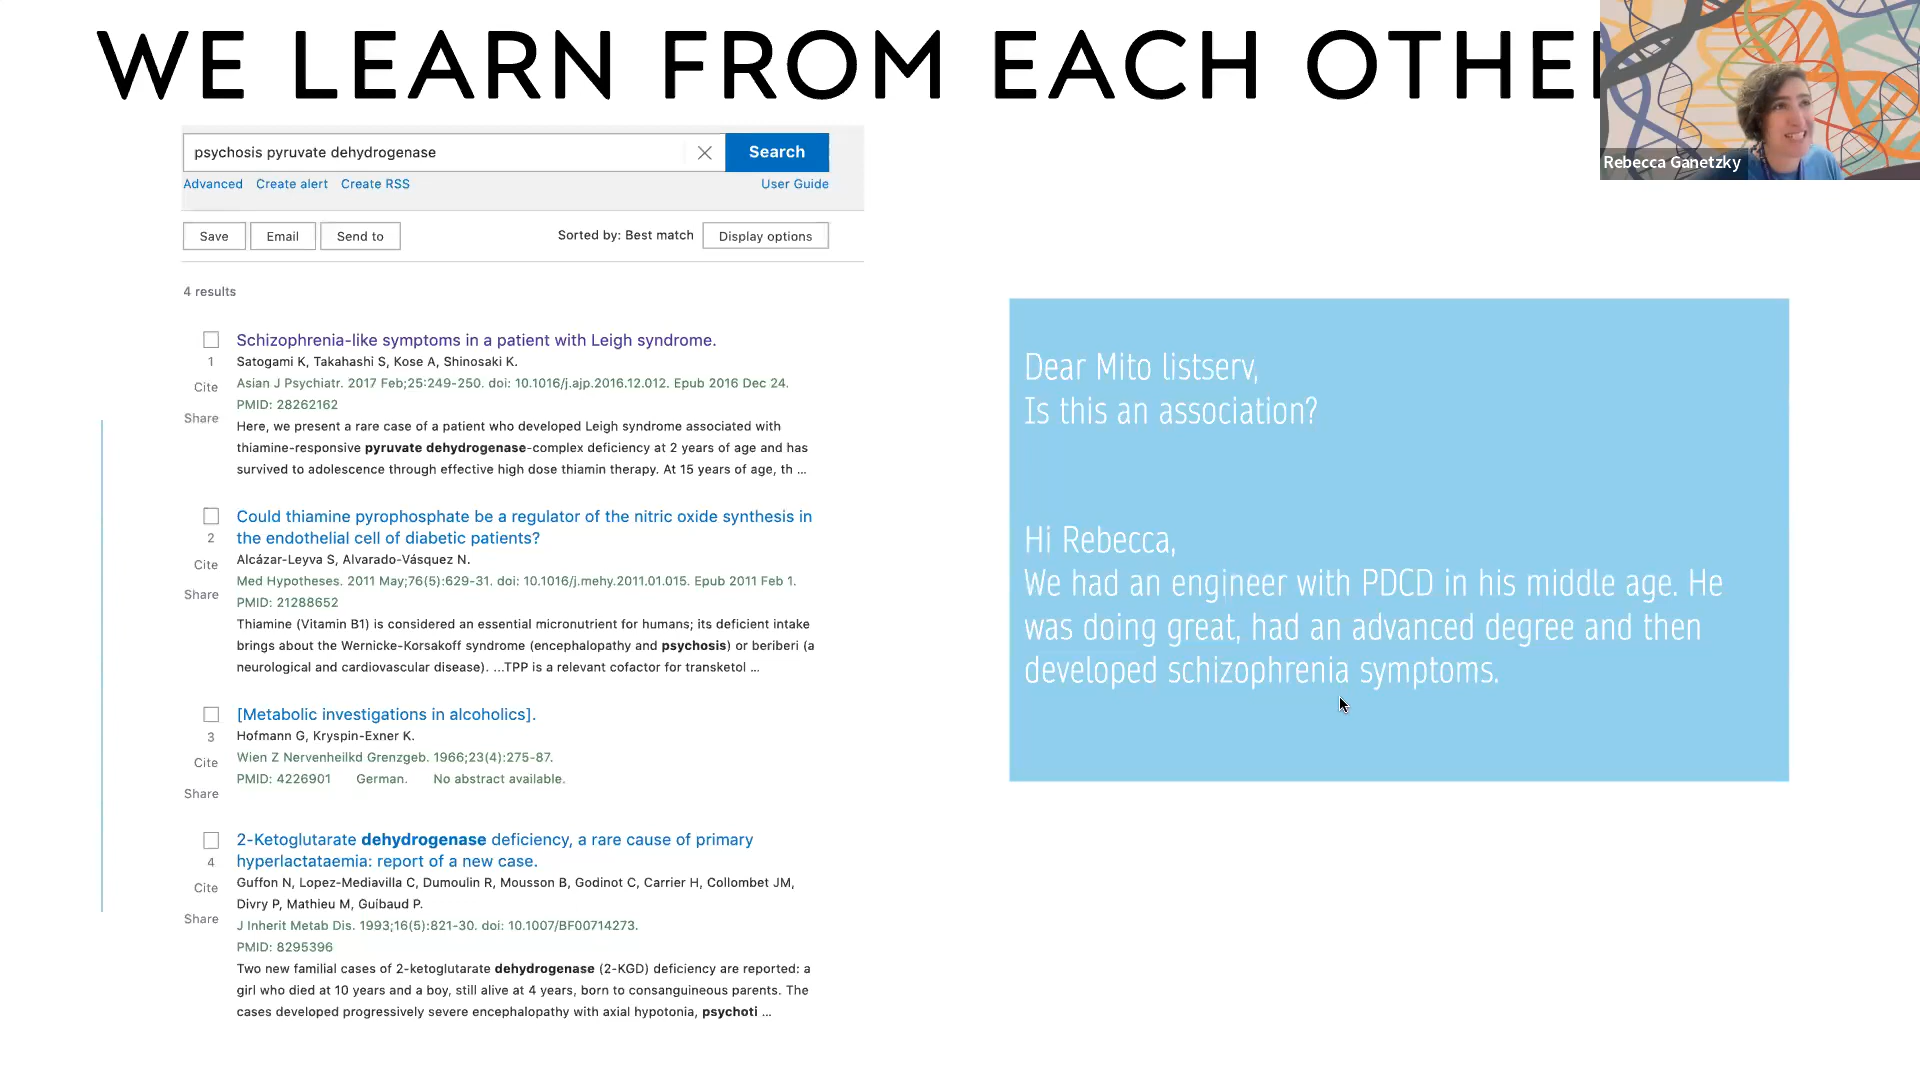 WE LEARN FROM EACH OTHE
Rebecca Ganetzky
psychosis pyruvate dehydrogenase
Search
Advanced Create alert Create RSS User Guide
Save Email Send to Sorted by: Best match Display options
4 results
Schizophrenia-like symptoms in a patient with Leigh syndrome.
1 Satogami K, Takahashi S, Kose A, Shinosaki K.
Cite Asian J Psychiatr. 2017 Feb;25:249-250. doi: 10.1016/j.ajp.2016.12.012. Epub 2016 Dec 24.
PMID: 28262162
Share Here, we present a rare case of a patient who developed Leigh syndrome associated with
thiamine-responsive pyruvate dehydrogenase-complex deficiency at 2 years of age and has
survived to adolescence through effective high dose thiamin therapy. At 15 years of age, th ...
Could thiamine pyrophosphate be a regulator of the nitric oxide synthesis in
2 the endothelial cell of diabetic patients?
Cite Alcázar-Leyva S, Alvarado-Vásquez N.
Med Hypotheses. 2011 May;76(5):629-31. doi: 10.1016/j.mehy.2011.01.015. Epub 2011 Feb 1.
Share PMID: 21288652
Thiamine (Vitamin B1) is considered an essential micronutrient for humans; its deficient intake
brings about the Wernicke-Korsakoff syndrome (encephalopathy and psychosis) or beriberi (a
neurological and cardiovascular disease). ...TPP is a relevant cofactor for transketol ...
[Metabolic investigations in alcoholics].
3 Hofmann G, Kryspin-Exner K.
Cite Wien Z Nervenheilkd Grenzgeb. 1966;23(4):275-87.
PMID: 4226901 German. No abstract available.
Share
2-Ketoglutarate dehydrogenase deficiency, a rare cause of primary
4 hyperlactataemia: report of a new case.
Cite Guffon N, Lopez-Mediavilla C, Dumoulin R, Mousson B, Godinot C, Carrier H, Collombet JM,
Divry P, Mathieu M, Guibaud P.
Share J Inherit Metab Dis. 1993;16(5):821-30. doi: 10.1007/BF00714273.
PMID: 8295396
Two new familial cases of 2-ketoglutarate dehydrogenase (2-KGD) deficiency are reported: a
girl who died at 10 years and a boy, still alive at 4 years, born to consanguineous parents. The
cases developed progressively severe encephalopathy with axial hypotonia, psychoti ...
Dear Mito listserv,
Is this an association?
Hi Rebecca,
We had an engineer with PDCD in his middle age. He
was doing great, had an advanced degree and then
developed schizophrenia symptoms.